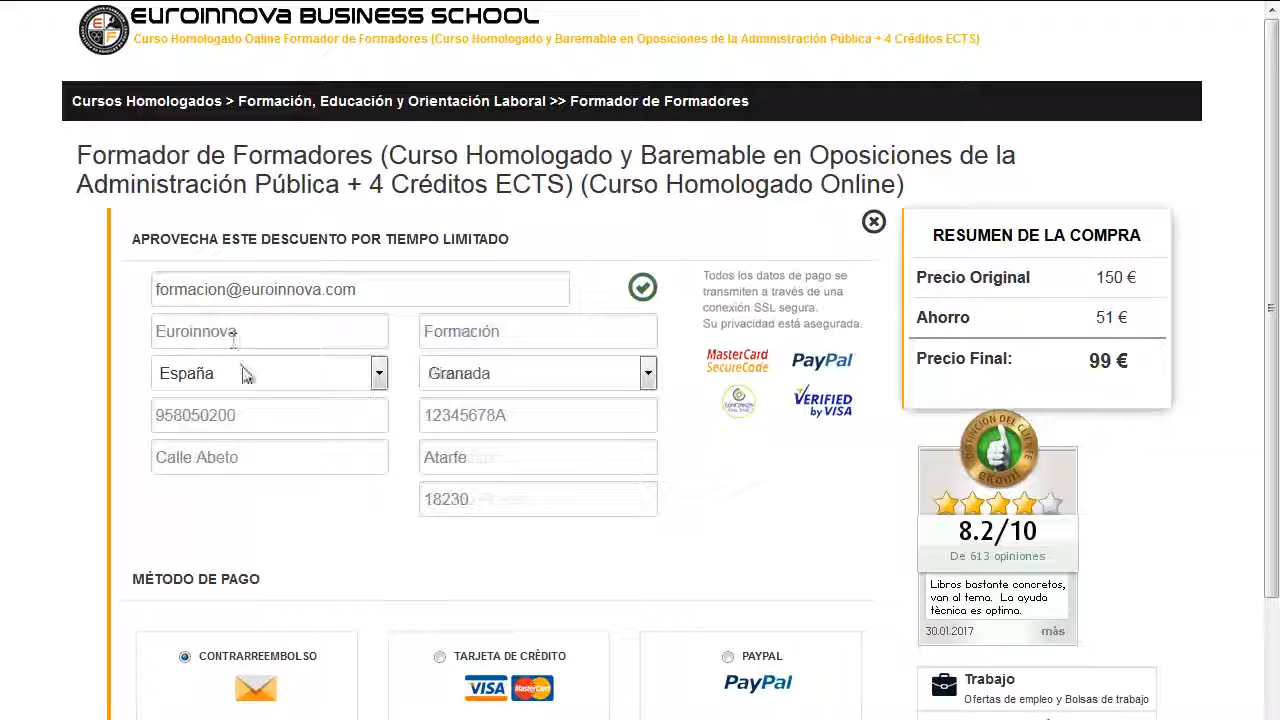 EUROINNOVA BUSINESS SCHOOL
Curso Homologado Online Formador de Formadores (Curso Homologado y Baremable en Oposiciones de la Administración Pública + 4 Créditos ECTS)
Cursos Homologados > Formación, Educación y Orientación Laboral >> Formador de Formadores
Formador de Formadores (Curso Homologado y Baremable en Oposiciones de la
Administración Pública + 4 Créditos ECTS) (Curso Homologado Online)
APROVECHA ESTE DESCUENTO POR TIEMPO LIMITADO
formacion@euroinnova.com
Euroinnova
Formación
España
Granada
958050200
12345678A
Calle Abeto
Atarfe
18230
Todos los datos de pago se
transmiten a través de una
conexión SSL segura.
Su privacidad está asegurada.
MasterCard
SecureCode
PayPal
VERIFIED
by VISA
RESUMEN DE LA COMPRA
Precio Original 150 €
Ahorro 51 €
Precio Final: 99 €
DISTINCIÓN DEL CLIENTE
eKomi
8.2/10
De 613 opiniones
Libros bastante concretos,
van al tema. La ayuda
tècnica es optima.
30.01.2017 más
MÉTODO DE PAGO
CONTRARREEMBOLSO
TARJETA DE CRÉDITO
VISA
MasterCard
PAYPAL
PayPal
Trabajo
Ofertas de empleo y Bolsas de trabajo